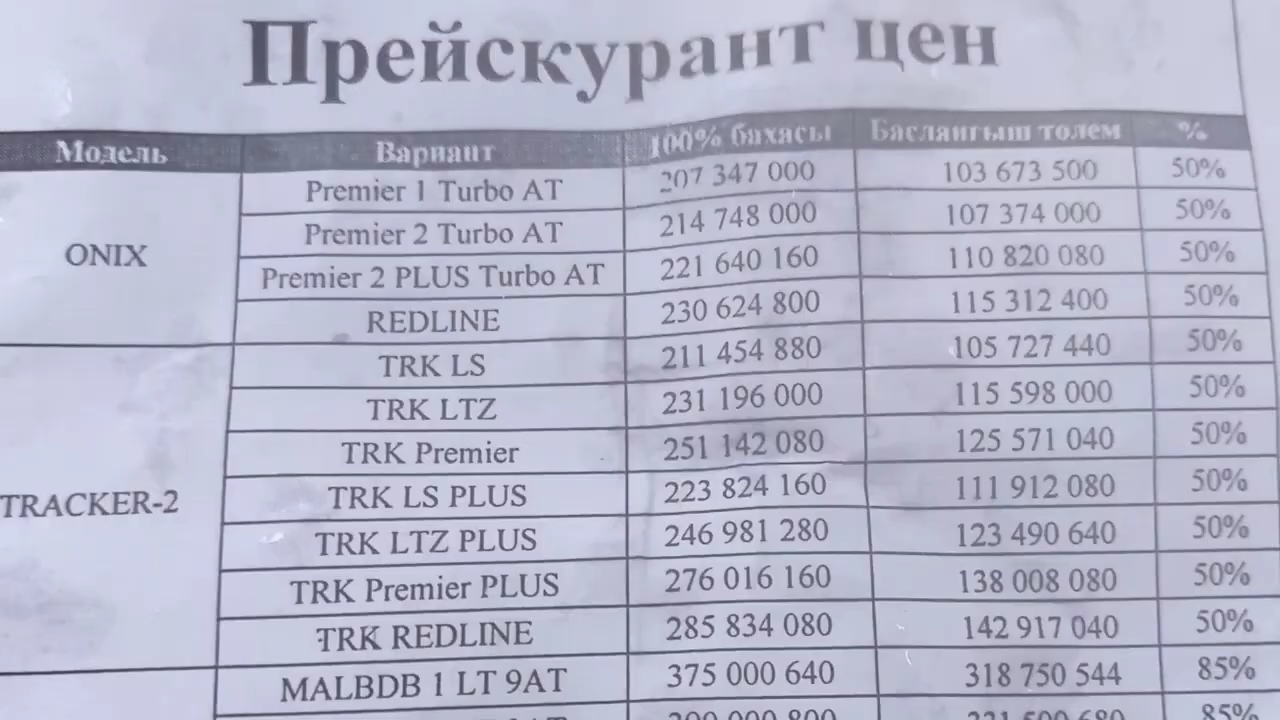 Прейскурант цен
Модель Вариант 100% бахасы Баслангыш толем %
ONIX Premier 1 Turbo AT 207 347 000 103 673 500 50%
Premier 2 Turbo AT 214 748 000 107 374 000 50%
Premier 2 PLUS Turbo AT 221 640 160 110 820 080 50%
REDLINE 230 624 800 115 312 400 50%
TRACKER-2 TRK LS 211 454 880 105 727 440 50%
TRK LTZ 231 196 000 115 598 000 50%
TRK Premier 251 142 080 125 571 040 50%
TRK LS PLUS 223 824 160 111 912 080 50%
TRK LTZ PLUS 246 981 280 123 490 640 50%
TRK Premier PLUS 276 016 160 138 008 080 50%
TRK REDLINE 285 834 080 142 917 040 50%
MALBDB 1 LT 9AT 375 000 640 318 750 544 85%
85%